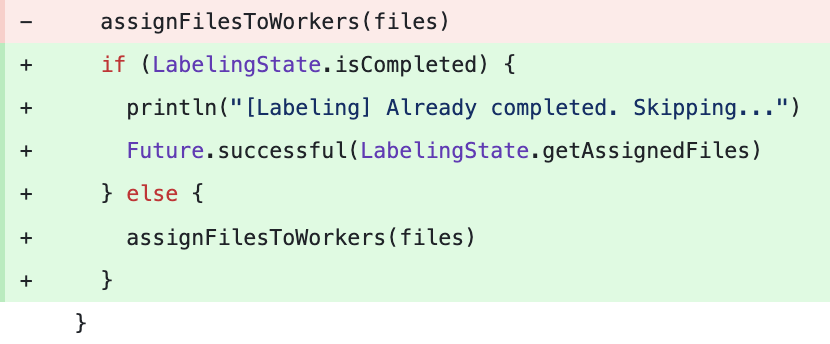 -     assignFilesToWorkers(files)
+     if (LabelingState.isCompleted) {
+       println("[Labeling] Already completed. Skipping...")
+       Future.successful(LabelingState.getAssignedFiles)
+     } else {
+       assignFilesToWorkers(files)
+     }
    }